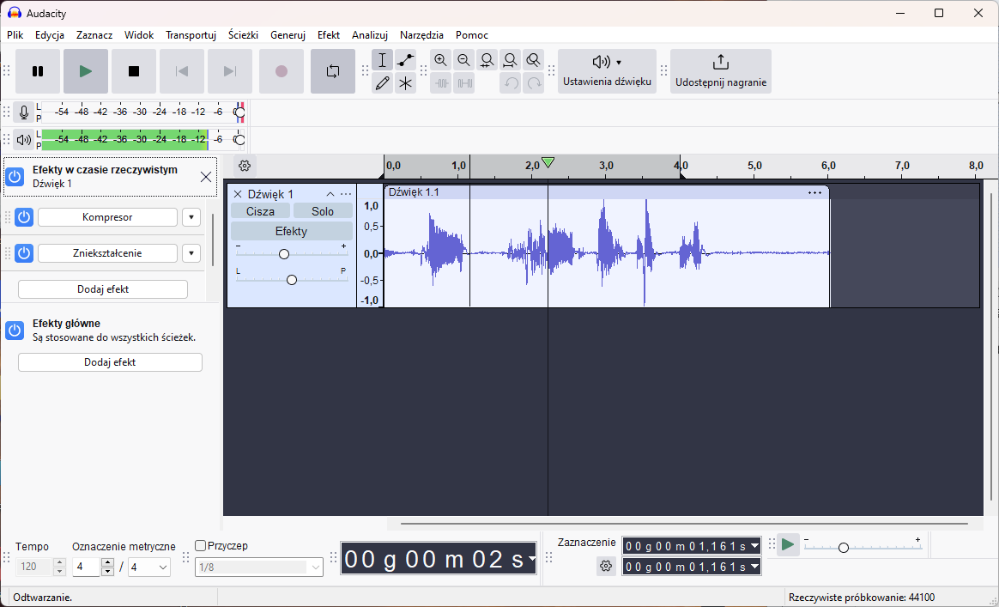 Audacity
Plik Edycja Zaznacz Widok Transportuj Ścieżki Generuj Efekt Analizuj Narzędzia Pomoc
Ustawienia dźwięku
Udostępnij nagranie
L
P
-54 -48 -42 -36 -30 -24 -18 -12 -6 0
L
P
-54 -48 -42 -36 -30 -24 -18 -12 -6 0
Efekty w czasie rzeczywistym
Dźwięk 1
Kompresor
Zniekształcenie
Dodaj efekt
Efekty główne
Są stosowane do wszystkich ścieżek.
Dodaj efekt
0,0 1,0 2,0 3,0 4,0 5,0 6,0 7,0 8,0
Dźwięk 1
Cisza Solo
Efekty
- +
L P
1,0
0,5
0,0
-0,5
-1,0
Dźwięk 1.1
Tempo
120
Oznaczenie metryczne
4 / 4
Przyczep
1/8
00 g 00 m 02 s
Zaznaczenie
00 g 00 m 01,161 s
00 g 00 m 01,161 s
- +
Odtwarzanie.
Rzeczywiste próbkowanie: 44100